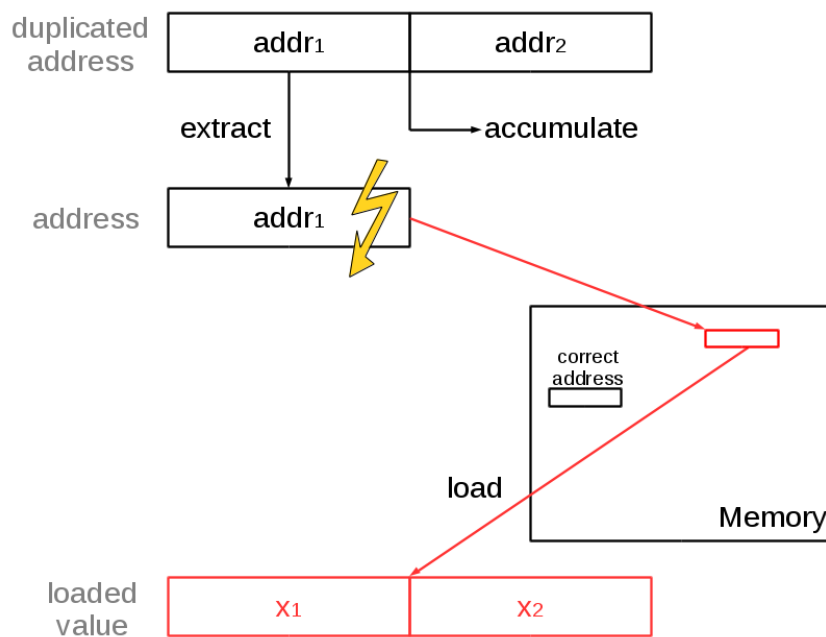 duplicated
address
addr1
addr2
extract
accumulate
address
addr1
correct
address
load
Memory
loaded
value
x1
x2